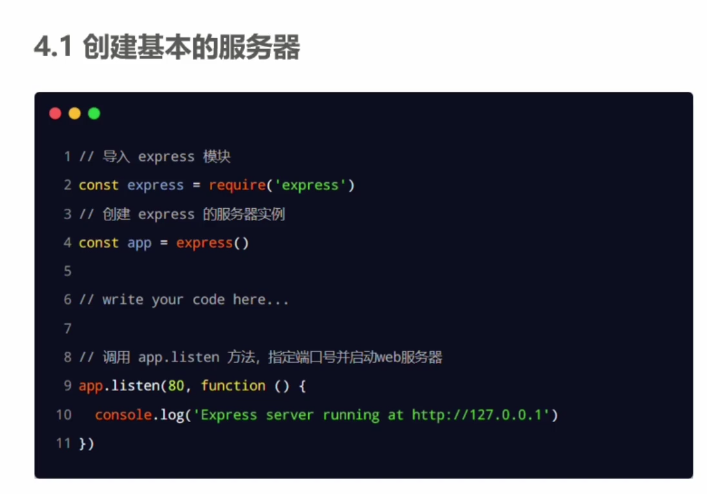 4.1 创建基本的服务器
1 // 导入 express 模块
2 const express = require('express')
3 // 创建 express 的服务器实例
4 const app = express()
5
6 // write your code here...
7
8 // 调用 app.listen 方法，指定端口号并启动web服务器
9 app.listen(80, function () {
10   console.log('Express server running at http://127.0.0.1')
11 })